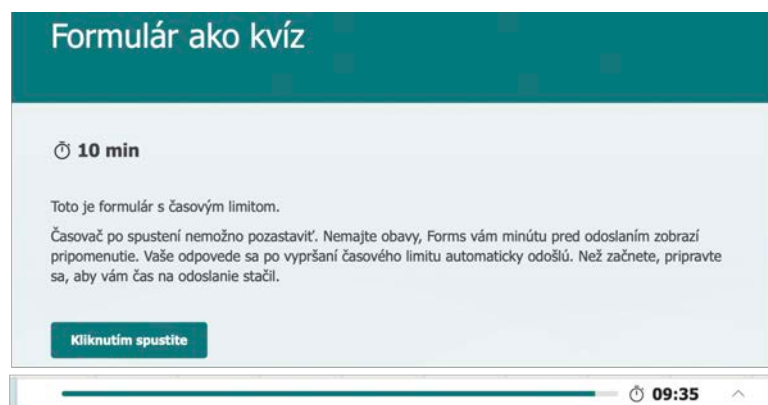 Formulár ako kvíz
10 min
Toto je formulár s časovým limitom.
Časovač po spustení nemožno pozastaviť. Nemajte obavy, Forms vám minútu pred odoslaním zobrazí
pripomenutie. Vaše odpovede sa po vypršaní časového limitu automaticky odošlú. Než začnete, pripravte
sa, aby vám čas na odoslanie stačil.
Kliknutím spustite
09:35